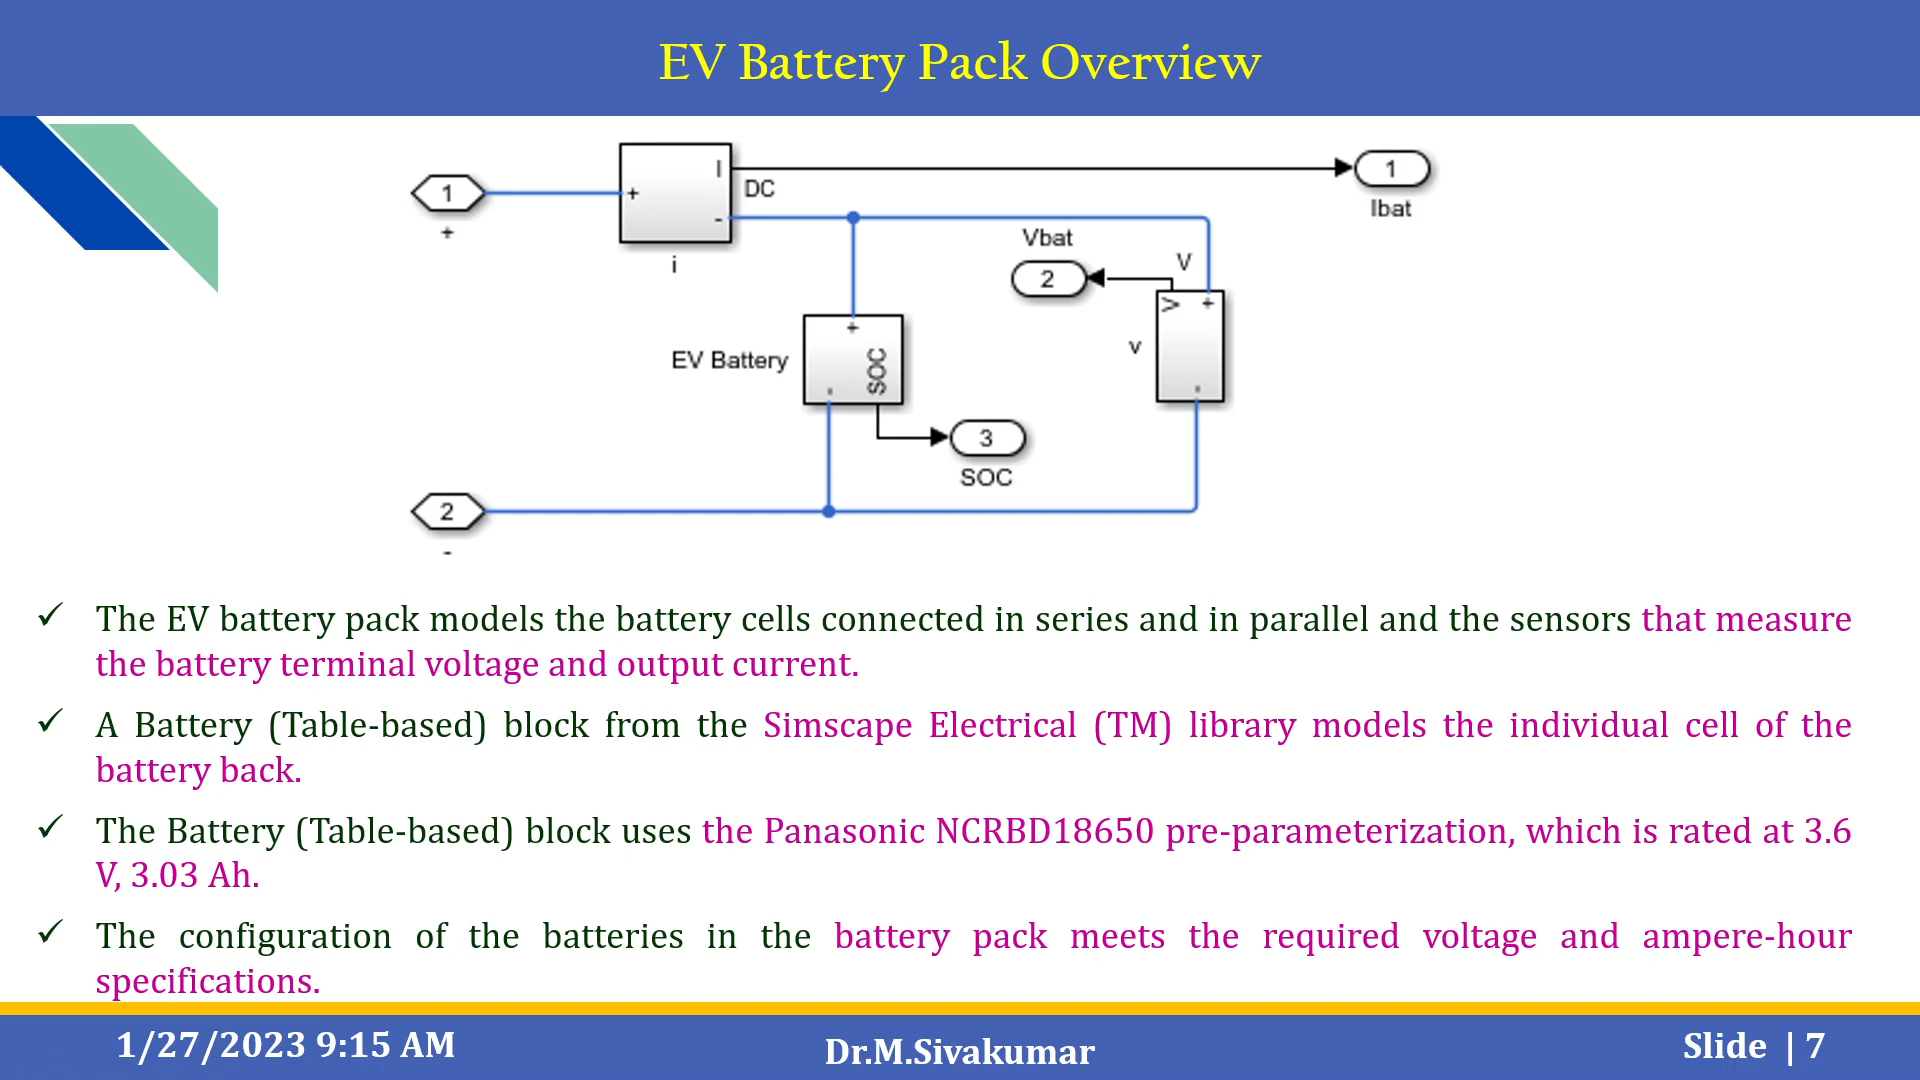 EV Battery Pack Overview
1
+
I
+
-
DC
i
1
Ibat
Vbat
2
V
V
+
v
-
EV Battery
+
SOC
-
3
SOC
2
-
✓ The EV battery pack models the battery cells connected in series and in parallel and the sensors that measure
the battery terminal voltage and output current.
✓ A Battery (Table-based) block from the Simscape Electrical (TM) library models the individual cell of the
battery back.
✓ The Battery (Table-based) block uses the Panasonic NCRBD18650 pre-parameterization, which is rated at 3.6
V, 3.03 Ah.
✓ The configuration of the batteries in the battery pack meets the required voltage and ampere-hour
specifications.
1/27/2023 9:15 AM
Dr.M.Sivakumar
Slide | 7